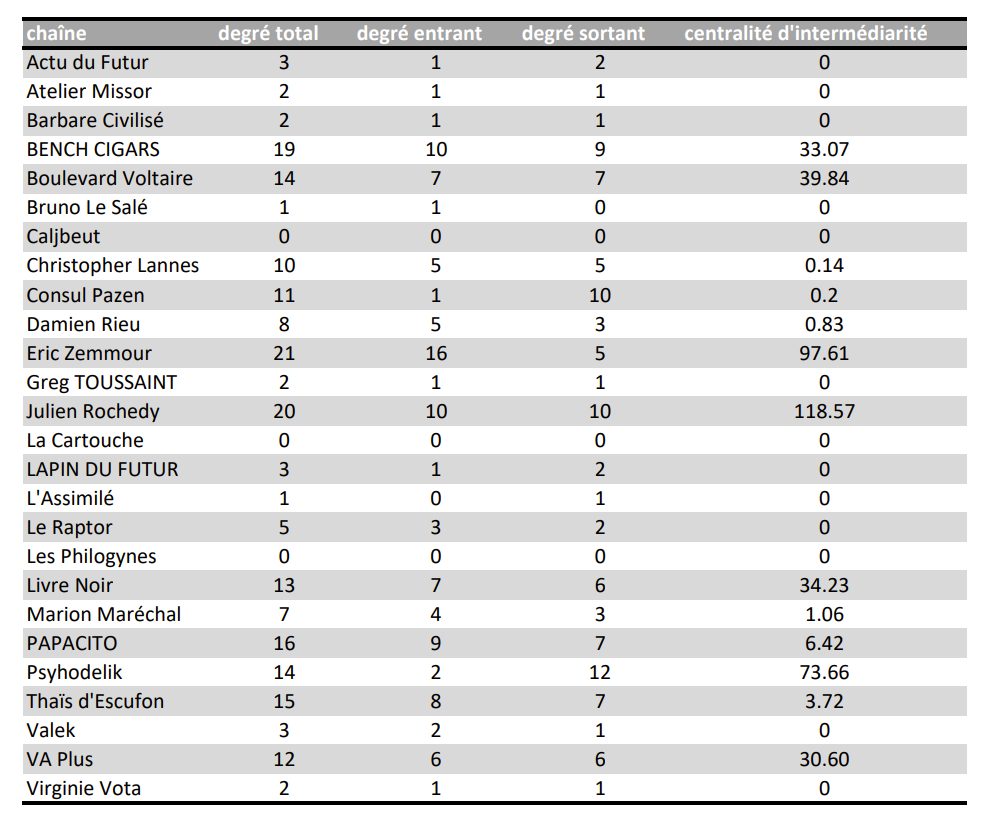 chaîne degré total degré entrant degré sortant centralité d'intermédiarité
Actu du Futur 3 1 2 0
Atelier Missor 2 1 1 0
Barbare Civilisé 2 1 1 0
BENCH CIGARS 19 10 9 33.07
Boulevard Voltaire 14 7 7 39.84
Bruno Le Salé 1 1 0 0
Caljbeut 0 0 0 0
Christopher Lannes 10 5 5 0.14
Consul Pazen 11 1 10 0.2
Damien Rieu 8 5 3 0.83
Eric Zemmour 21 16 5 97.61
Greg TOUSSAINT 2 1 1 0
Julien Rochedy 20 10 10 118.57
La Cartouche 0 0 0 0
LAPIN DU FUTUR 3 1 2 0
L'Assimilé 1 0 1 0
Le Raptor 5 3 2 0
Les Philogynes 0 0 0 0
Livre Noir 13 7 6 34.23
Marion Maréchal 7 4 3 1.06
PAPACITO 16 9 7 6.42
Psyhodelik 14 2 12 73.66
Thaïs d'Escufon 15 8 7 3.72
Valek 3 2 1 0
VA Plus 12 6 6 30.60
Virginie Vota 2 1 1 0